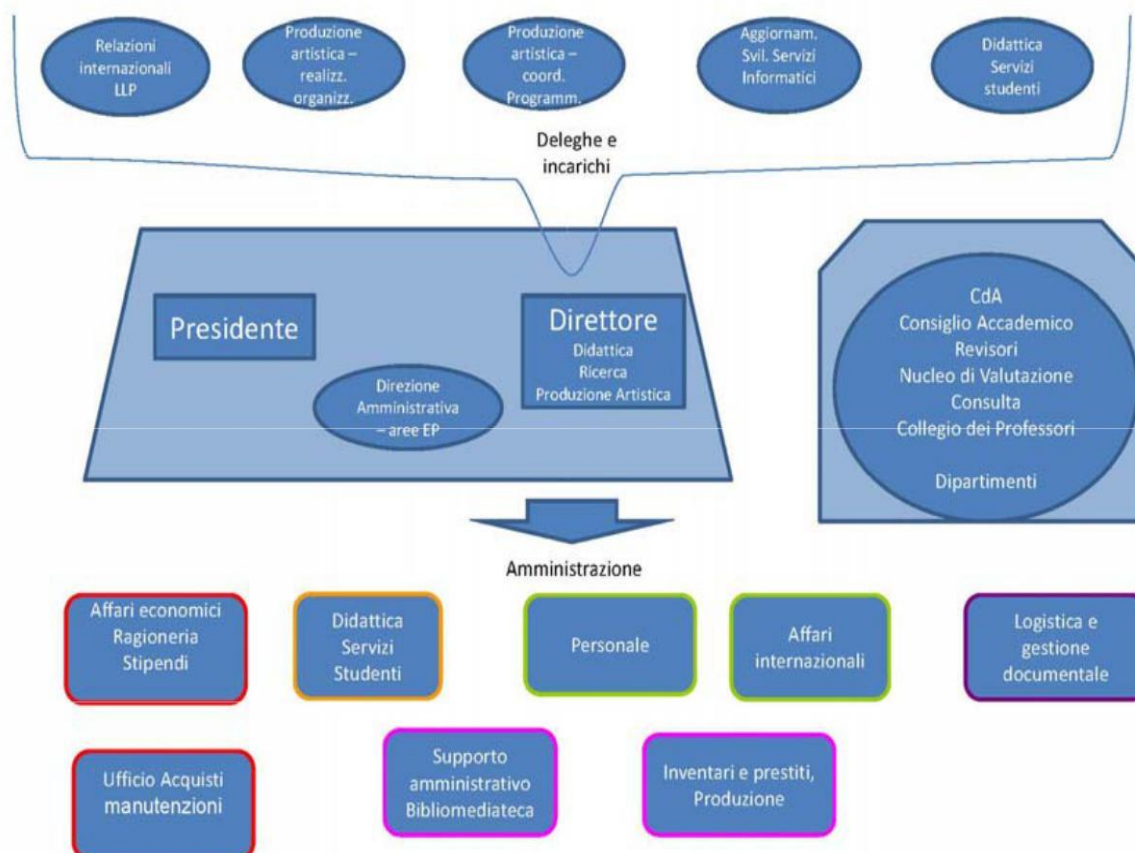 Relazioni
internazionali
LLP
Produzione
artistica –
realizz.
organizz.
Produzione
artistica –
coord.
Programm.
Aggiornam.
Svil. Servizi
Informatici
Didattica
Servizi
studenti
Deleghe e
incarichi
Presidente
Direttore
Didattica
Ricerca
Produzione Artistica
Direzione
Amministrativa
– aree EP
CdA
Consiglio Accademico
Revisori
Nucleo di Valutazione
Consulta
Collegio dei Professori
Dipartimenti
Amministrazione
Affari economici
Ragioneria
Stipendi
Didattica
Servizi
Studenti
Personale
Affari
internazionali
Logistica e
gestione
documentale
Ufficio Acquisti
manutenzioni
Supporto
amministrativo
Bibliomediateca
Inventari e prestiti,
Produzione